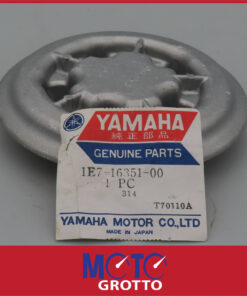 YAMAHA
純正部品
GENUINE PARTS
1E7-16351-00
1 PC
314
T70110A
YAMAHA MOTOR CO.,LTD
MADE IN JAPAN
MOTO
GROTTO